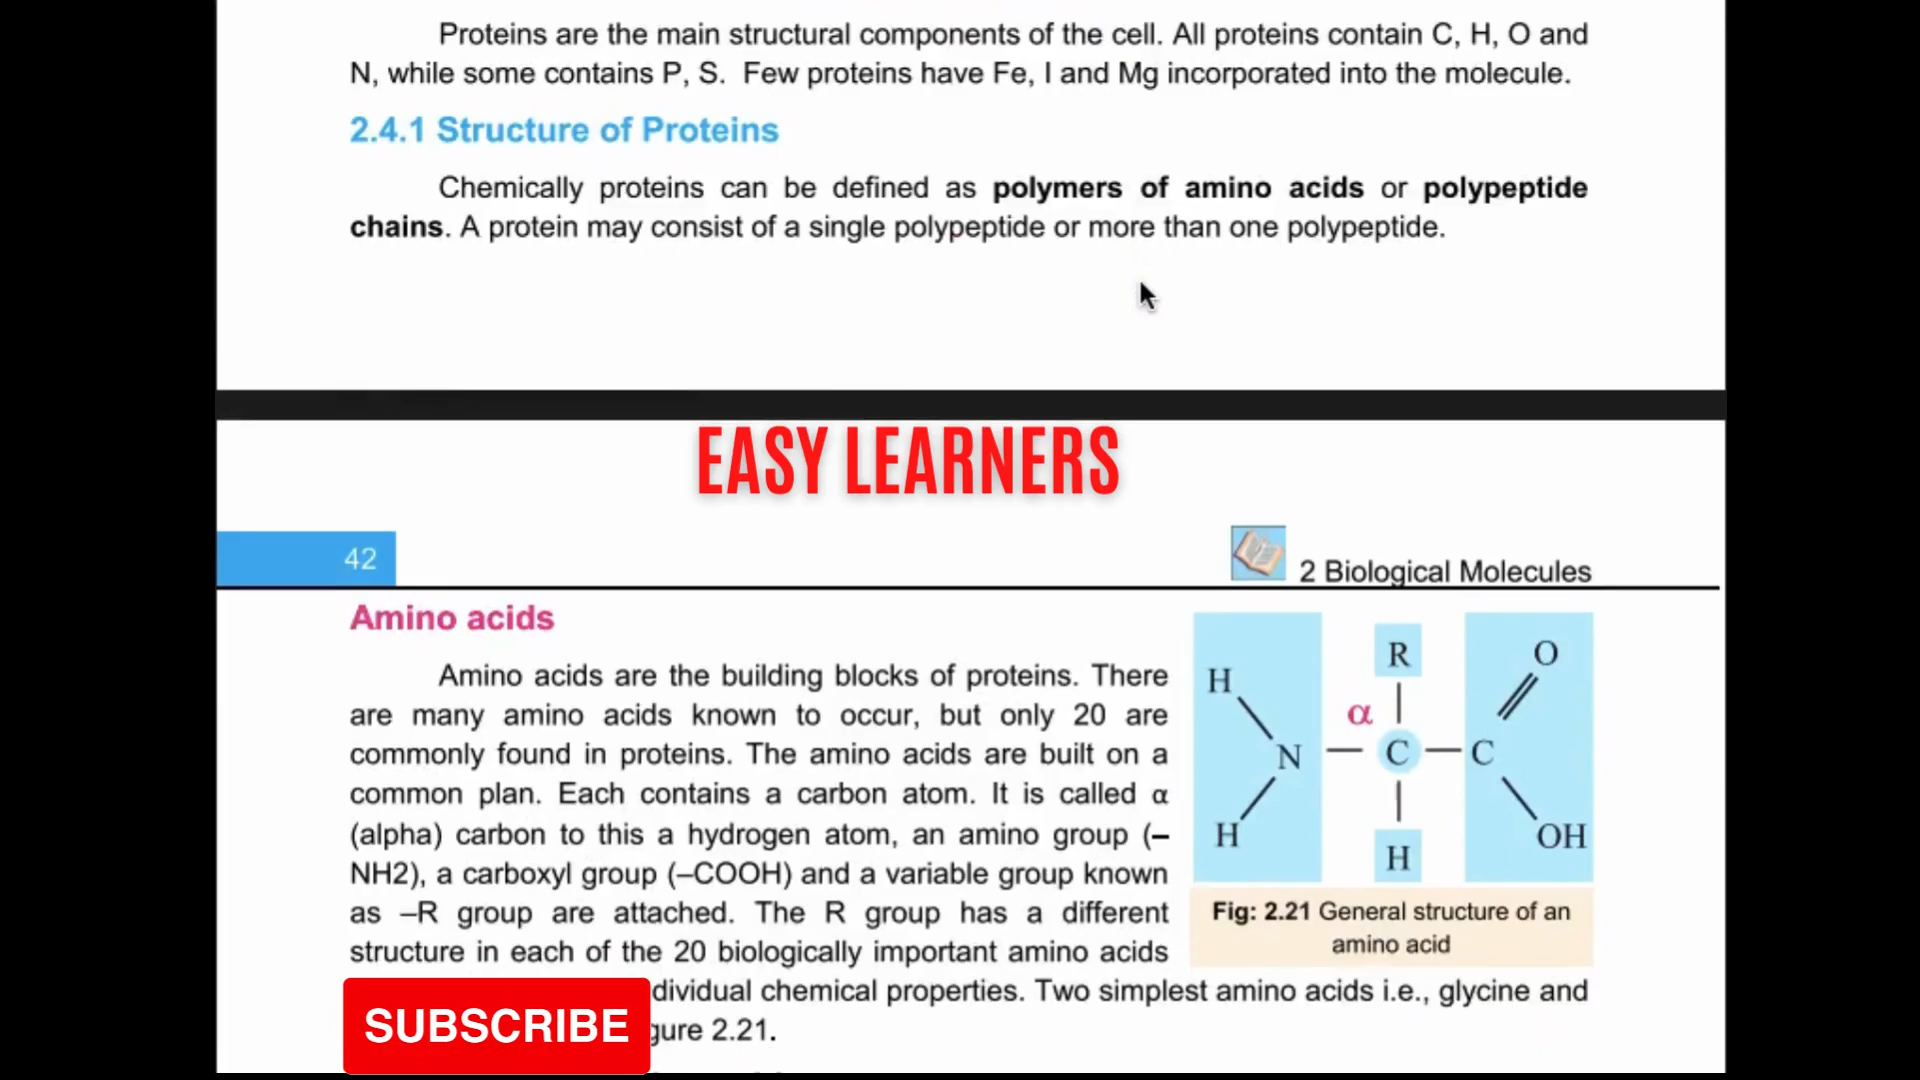 Proteins are the main structural components of the cell. All proteins contain C, H, O and
N, while some contains P, S. Few proteins have Fe, I and Mg incorporated into the molecule.
2.4.1 Structure of Proteins
Chemically proteins can be defined as polymers of amino acids or polypeptide
chains. A protein may consist of a single polypeptide or more than one polypeptide.
EASY LEARNERS
42
2 Biological Molecules
Amino acids
Amino acids are the building blocks of proteins. There
are many amino acids known to occur, but only 20 are
commonly found in proteins. The amino acids are built on a
common plan. Each contains a carbon atom. It is called α
(alpha) carbon to this a hydrogen atom, an amino group (–
NH2), a carboxyl group (–COOH) and a variable group known
as –R group are attached. The R group has a different
structure in each of the 20 biologically important amino acids
dividual chemical properties. Two simplest amino acids i.e., glycine and
gure 2.21.
SUBSCRIBE
R
O
H
α
N
C
C
H
H
OH
Fig: 2.21 General structure of an
amino acid